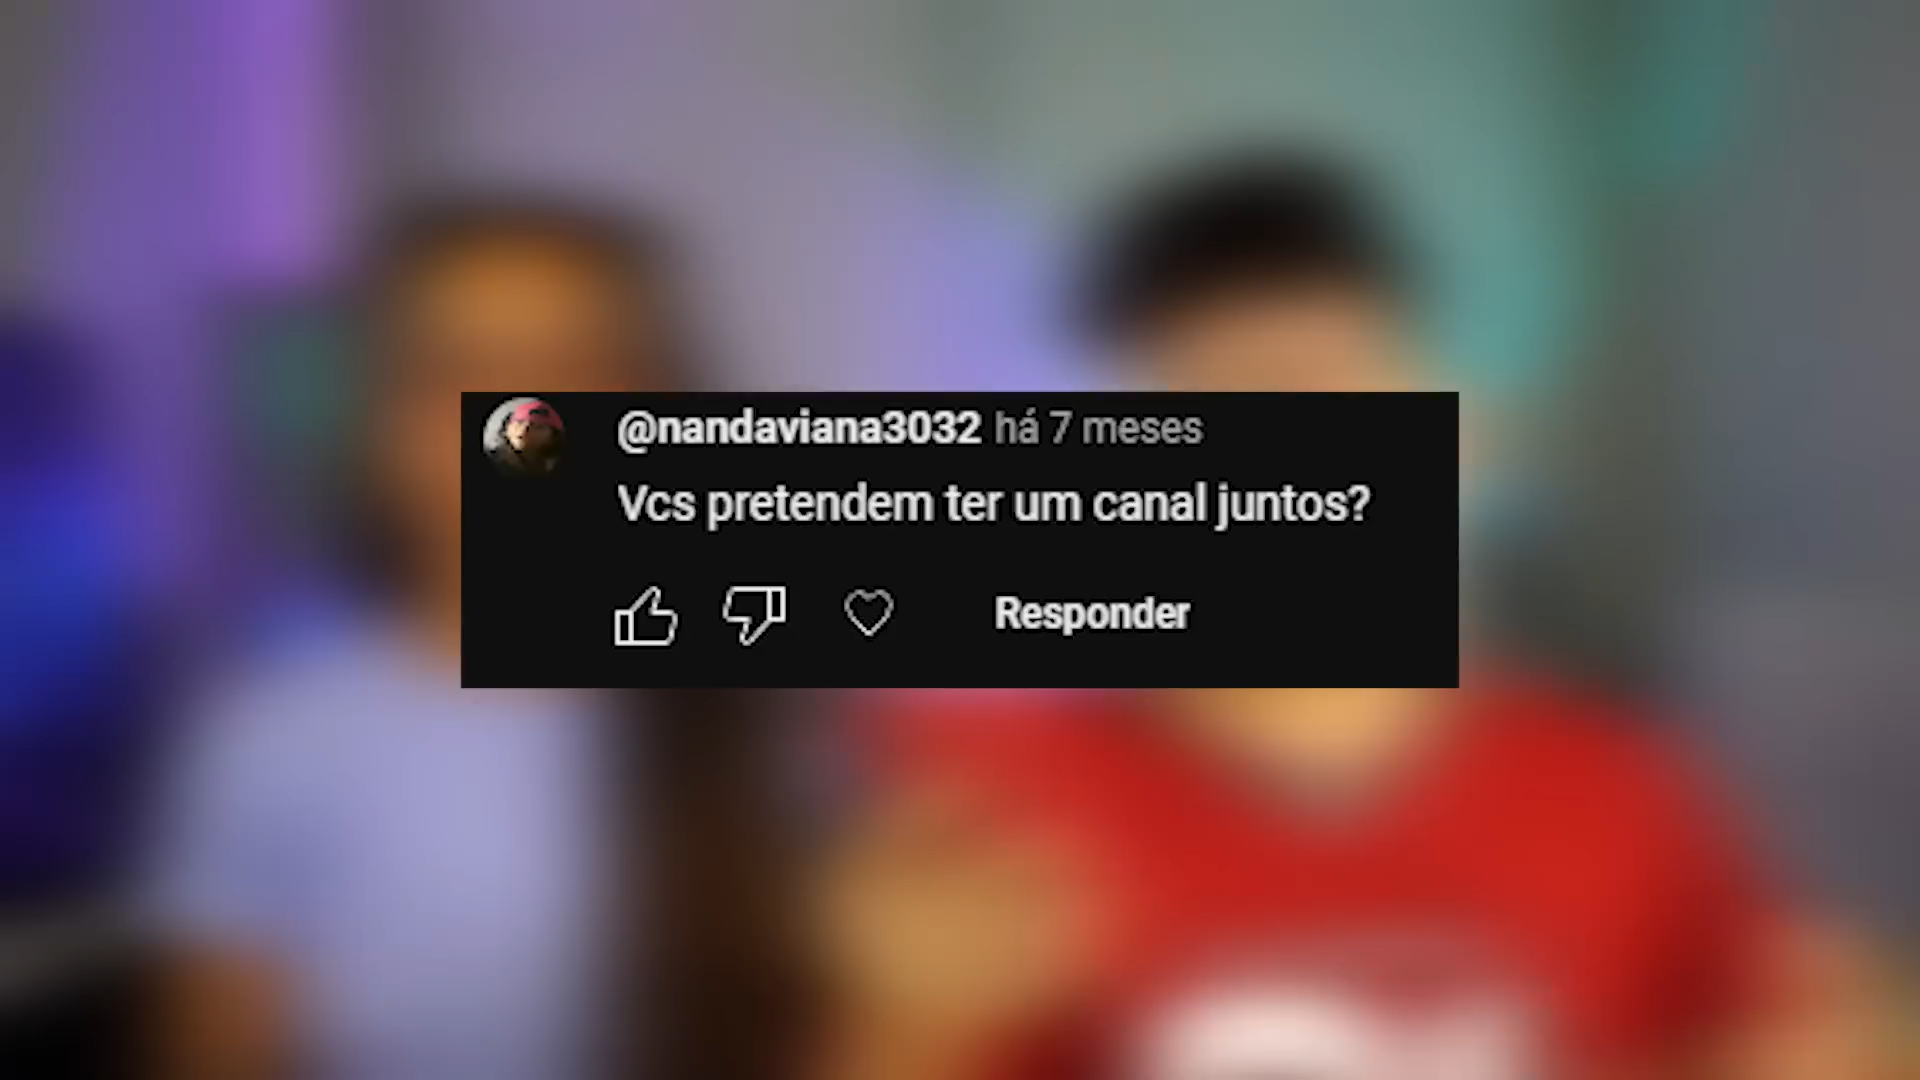 @nandaviana3032 há 7 meses
Vcs pretendem ter um canal juntos?
Responder